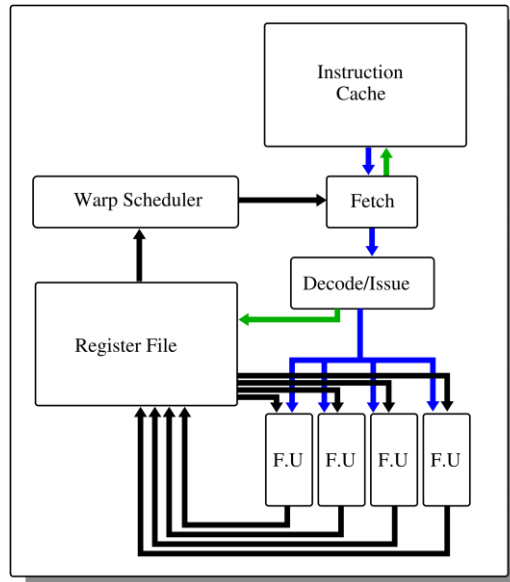 Instruction
Cache
Warp Scheduler
Fetch
Decode/Issue
Register File
F.U
F.U
F.U
F.U